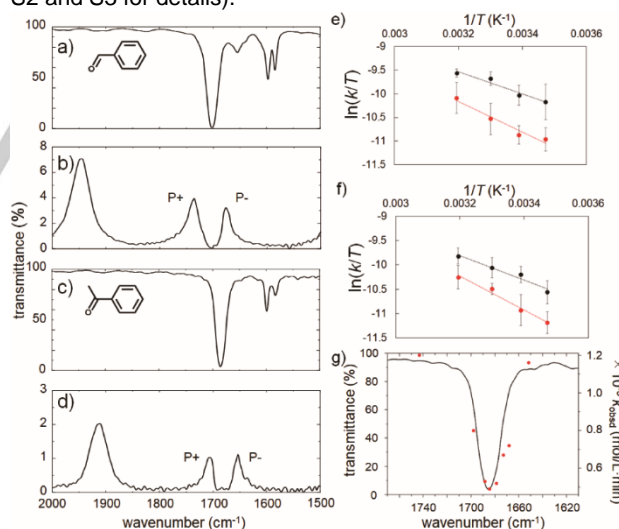 S2 and S3 for details).
a)
100
50
0
O
b)
8
6
4
2
0
P+
P-
c)
100
50
0
O
d)
3
2
1
0
P+
P-
transmittance (%)
2000 1900 1800 1700 1600 1500
wavenumber (cm⁻¹)
e)
1/T (K⁻¹)
0.003 0.0032 0.0034 0.0036
-9
-9.5
-10
-10.5
-11
-11.5
ln(k/T)
f)
1/T (K⁻¹)
0.003 0.0032 0.0034 0.0036
-9
-9.5
-10
-10.5
-11
-11.5
ln(k/T)
g)
100
80
60
40
20
0
transmittance (%)
1.2
1.0
0.8
0.6
1740 1700 1660 1620
wavenumber (cm⁻¹)